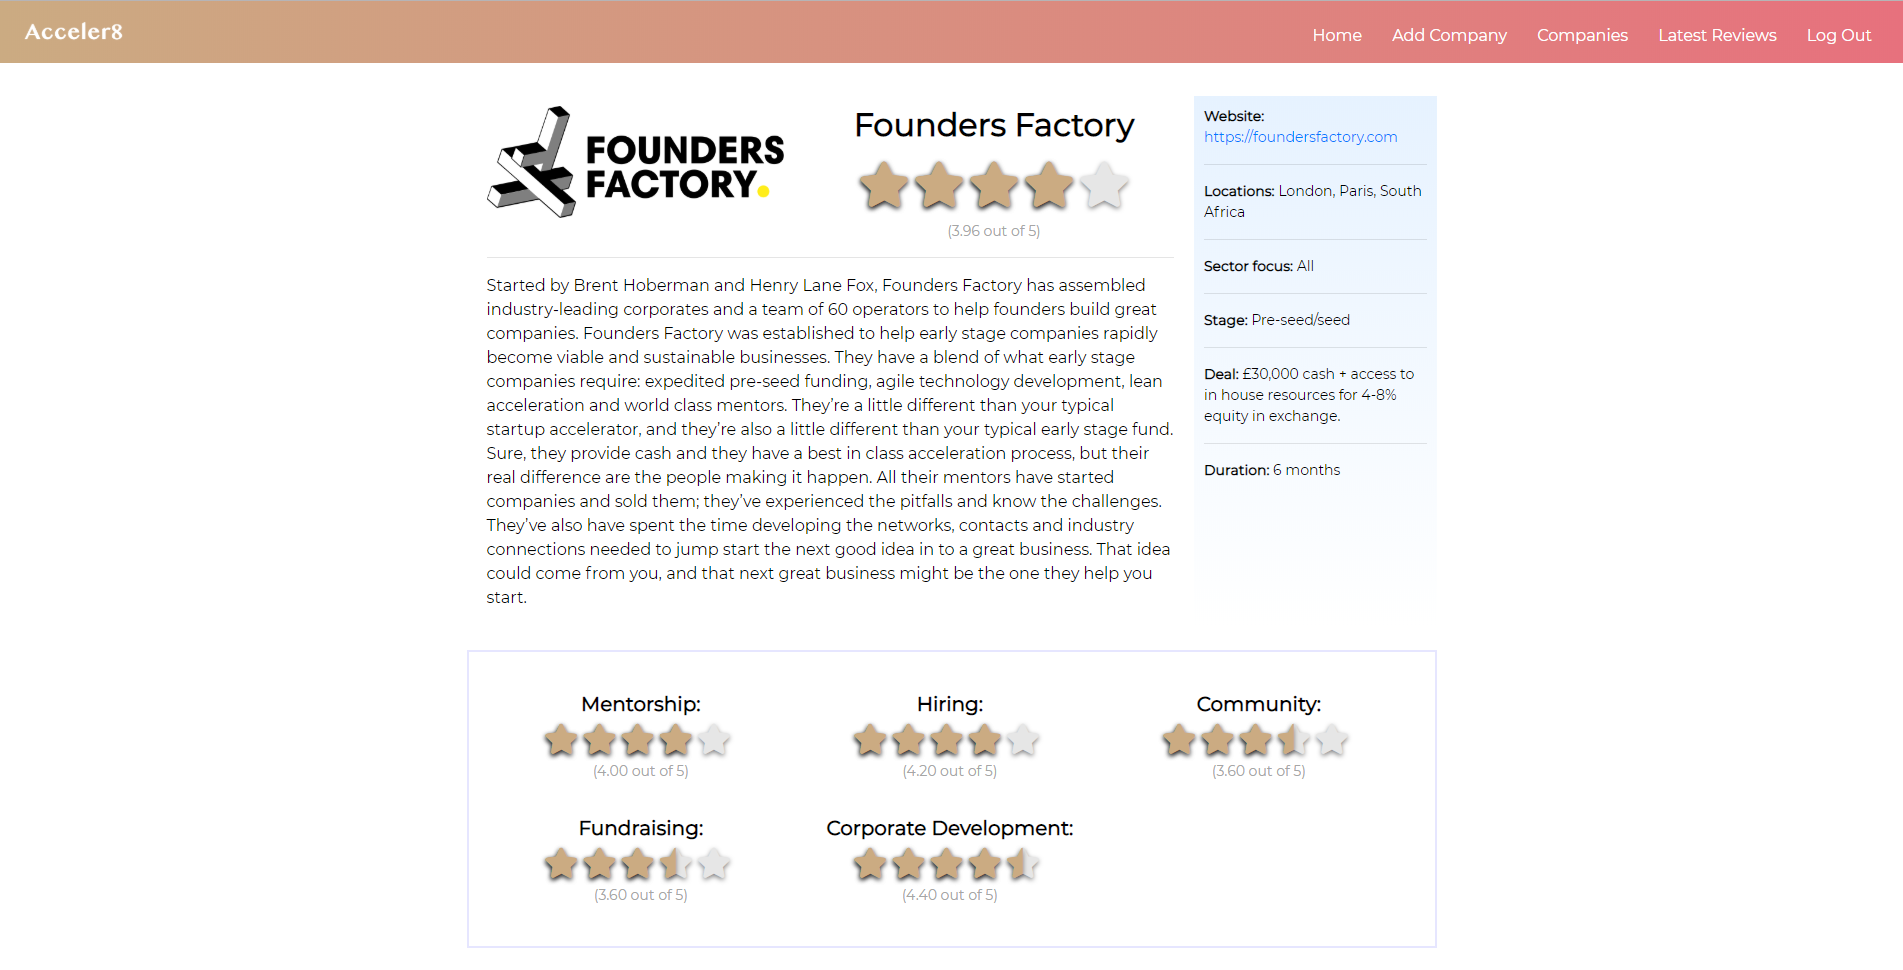 Acceler8
Home Add Company Companies Latest Reviews Log Out
FOUNDERS
FACTORY.
Founders Factory
(3.96 out of 5)
Started by Brent Hoberman and Henry Lane Fox, Founders Factory has assembled
industry-leading corporates and a team of 60 operators to help founders build great
companies. Founders Factory was established to help early stage companies rapidly
become viable and sustainable businesses. They have a blend of what early stage
companies require: expedited pre-seed funding, agile technology development, lean
acceleration and world class mentors. They’re a little different than your typical
startup accelerator, and they’re also a little different than your typical early stage fund.
Sure, they provide cash and they have a best in class acceleration process, but their
real difference are the people making it happen. All their mentors have started
companies and sold them; they’ve experienced the pitfalls and know the challenges.
They’ve also have spent the time developing the networks, contacts and industry
connections needed to jump start the next good idea in to a great business. That idea
could come from you, and that next great business might be the one they help you
start.
Website:
https://foundersfactory.com
Locations: London, Paris, South
Africa
Sector focus: All
Stage: Pre-seed/seed
Deal: £30,000 cash + access to
in house resources for 4-8%
equity in exchange.
Duration: 6 months
Mentorship:
(4.00 out of 5)
Hiring:
(4.20 out of 5)
Community:
(3.60 out of 5)
Fundraising:
(3.60 out of 5)
Corporate Development:
(4.40 out of 5)